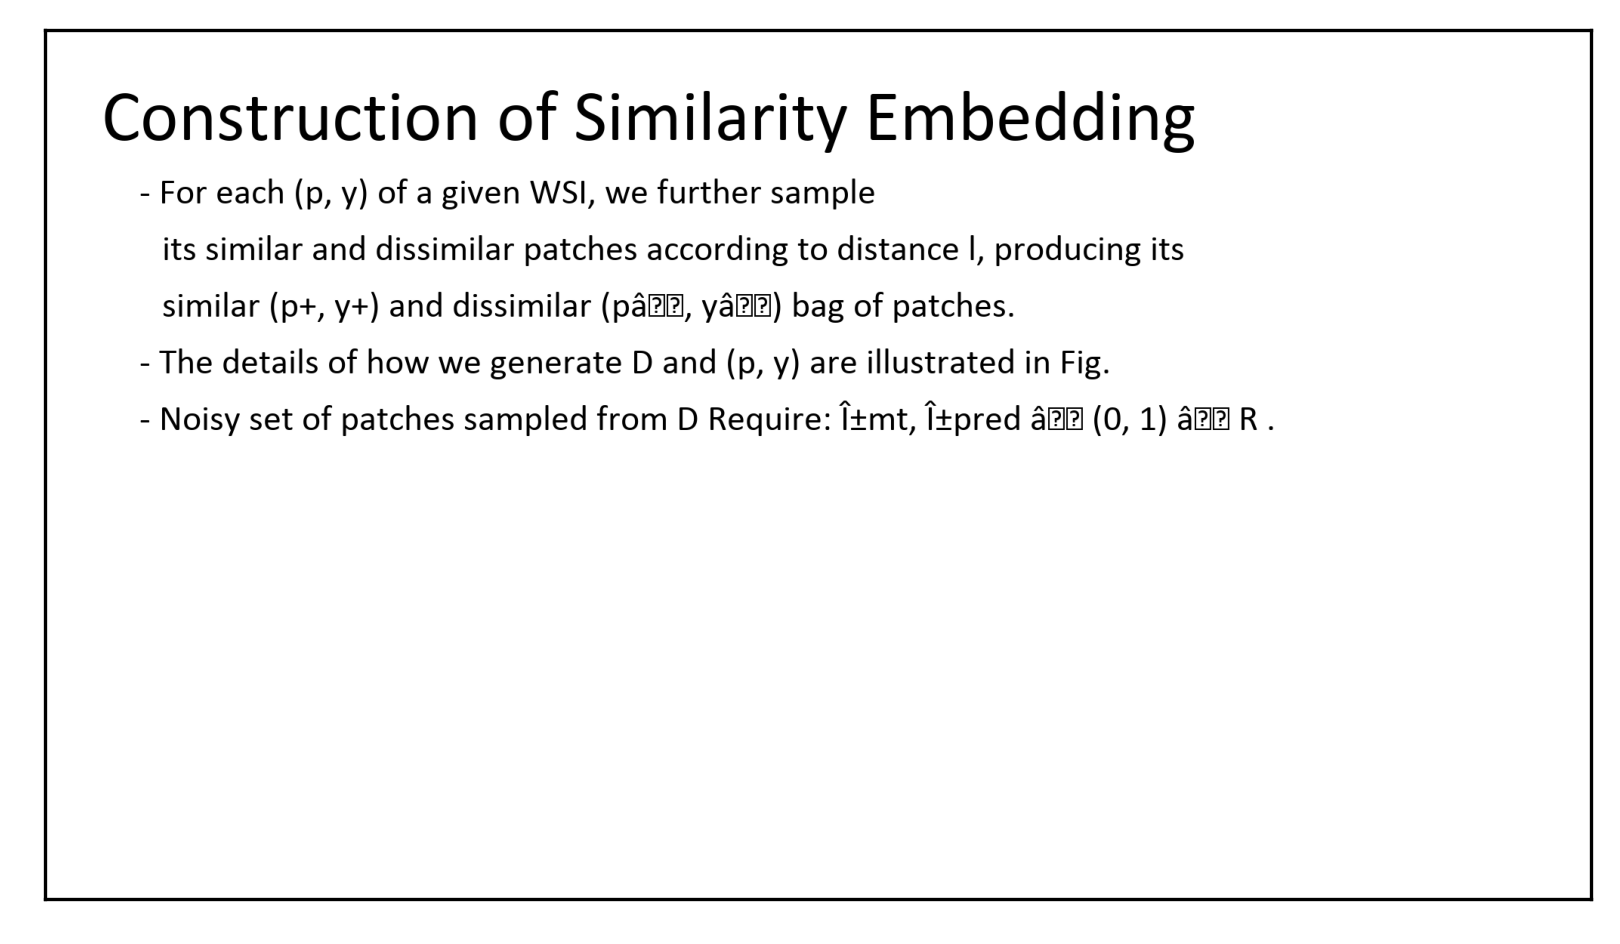 Construction of Similarity Embedding
- For each (p, y) of a given WSI, we further sample
its similar and dissimilar patches according to distance l, producing its
similar (p+, y+) and dissimilar (pâ��, yâ��) bag of patches.
- The details of how we generate D and (p, y) are illustrated in Fig.
- Noisy set of patches sampled from D Require: Î±mt, Î±pred â�� (0, 1) â�� R .